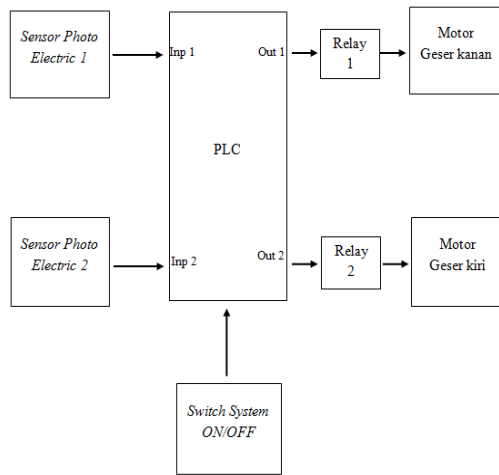 Sensor Photo
Electric 1
Inp 1
Out 1
Relay
1
Motor
Geser kanan
PLC
Sensor Photo
Electric 2
Inp 2
Out 2
Relay
2
Motor
Geser kiri
Switch System
ON/OFF